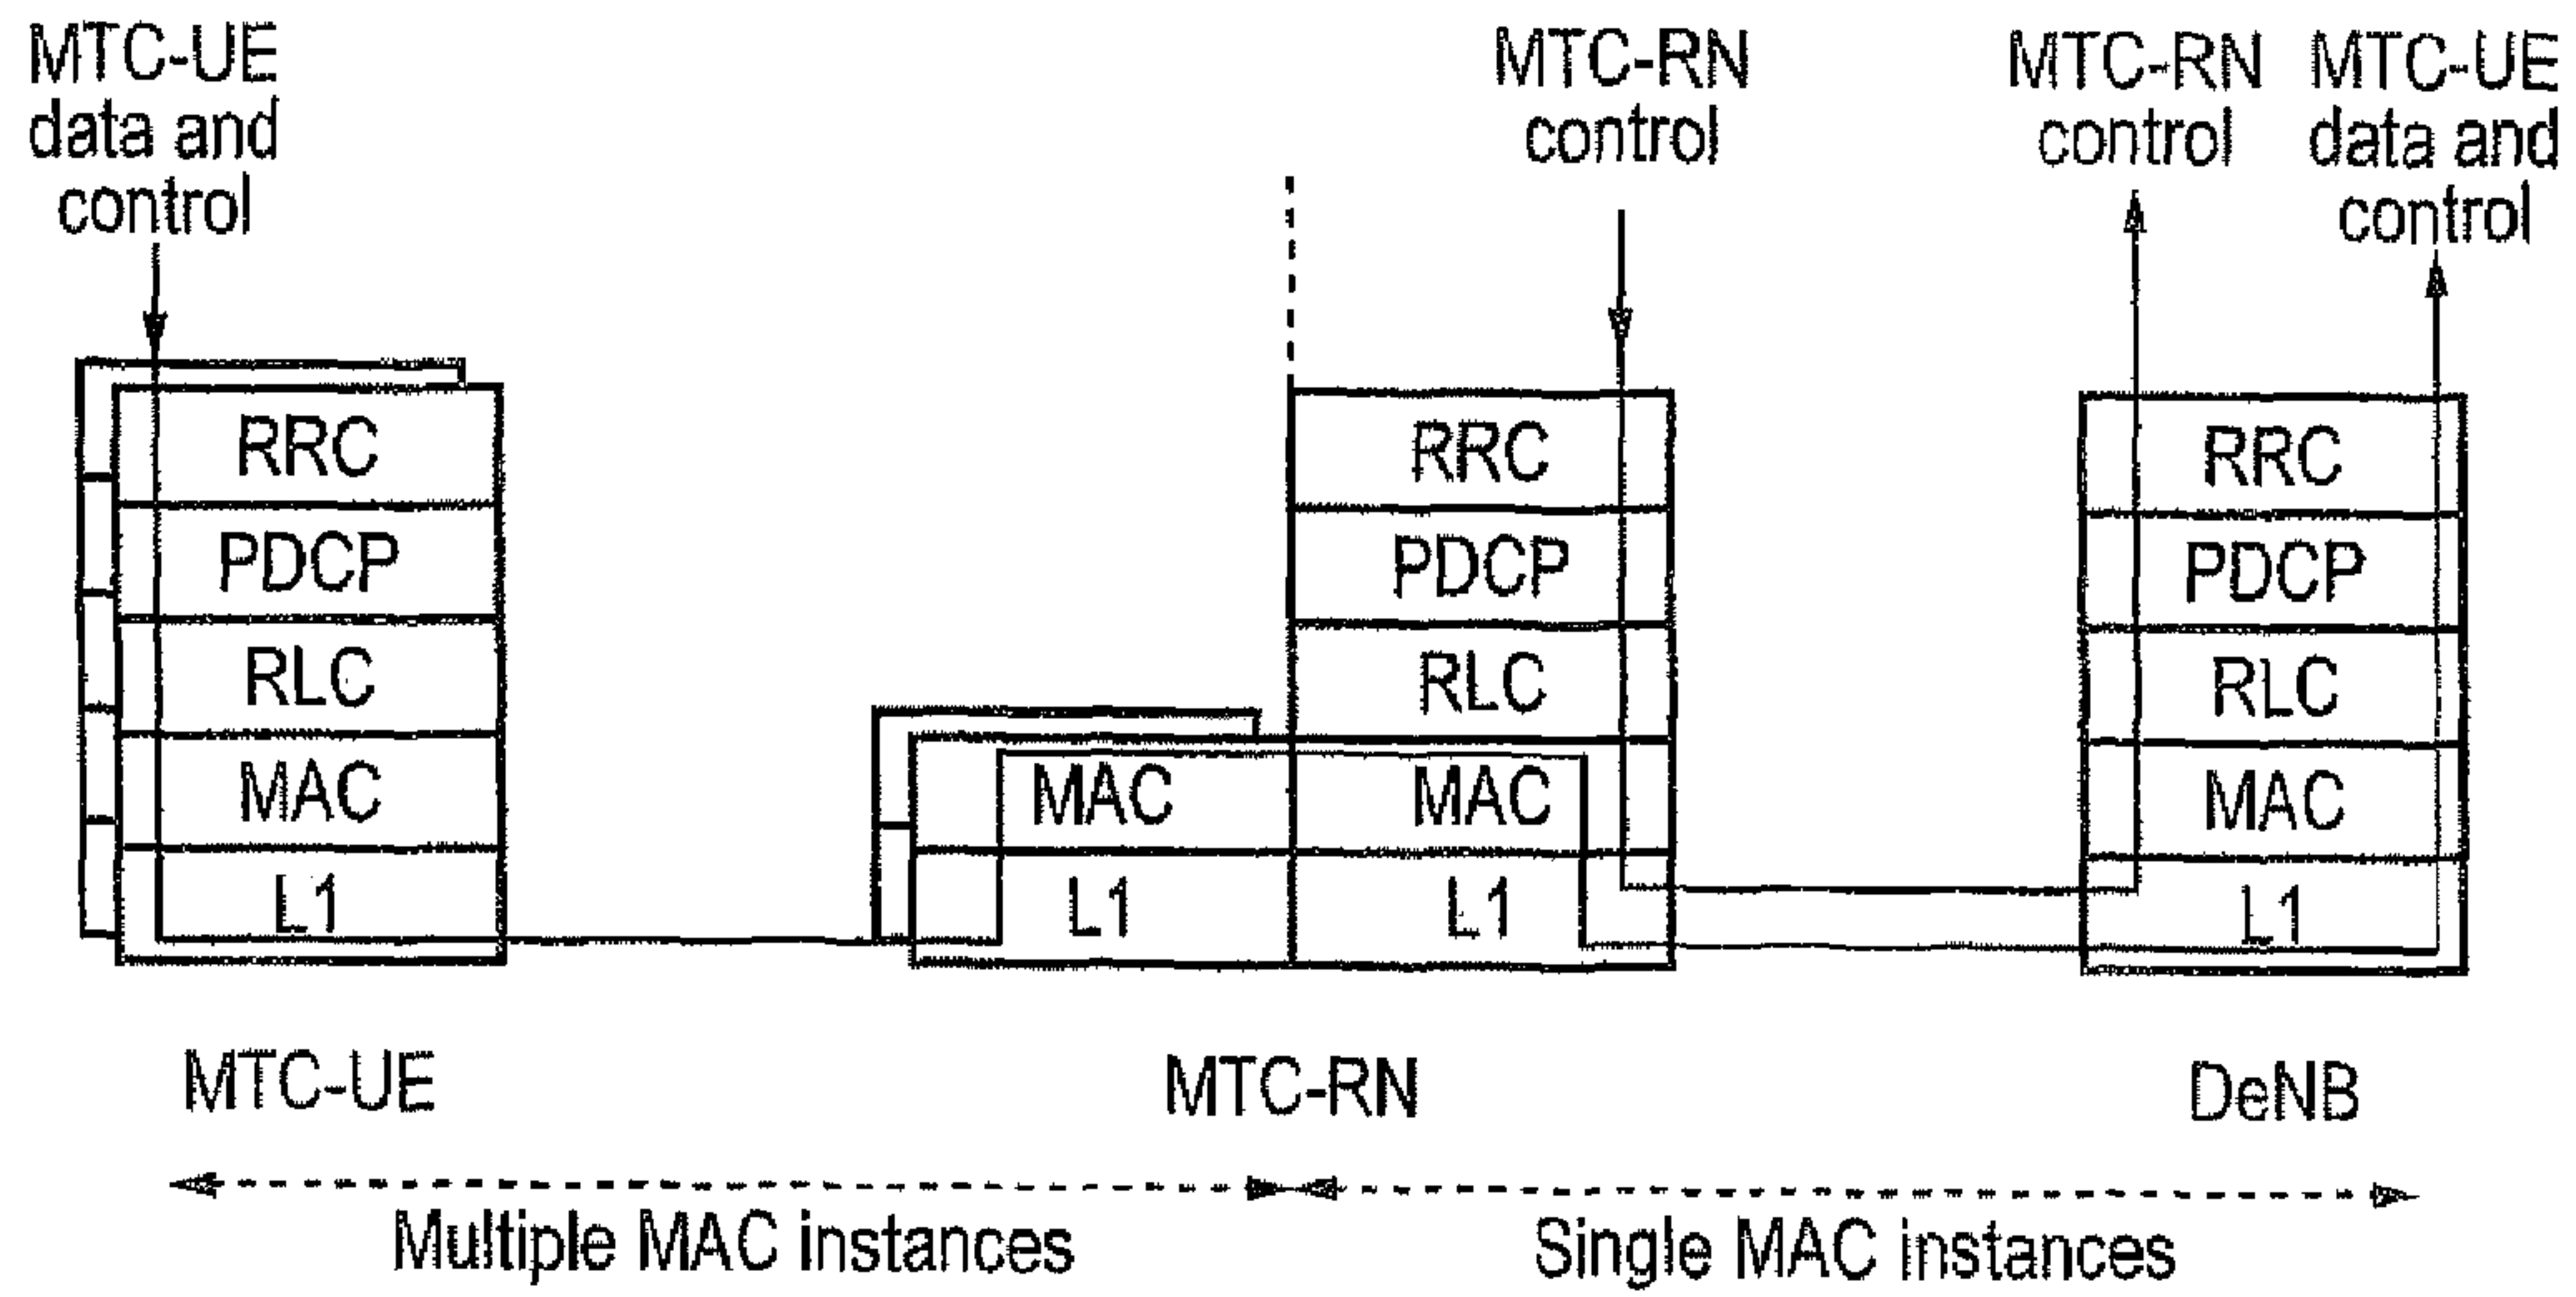 MTC-UE
data and
control
MTC-RN
control
MTC-RN
control
MTC-UE
data and
control
RRC
PDCP
RLC
MAC
L1
MAC
L1
RRC
PDCP
RLC
MAC
L1
RRC
PDCP
RLC
MAC
L1
MTC-UE
MTC-RN
DeNB
Multiple MAC instances
Single MAC instances